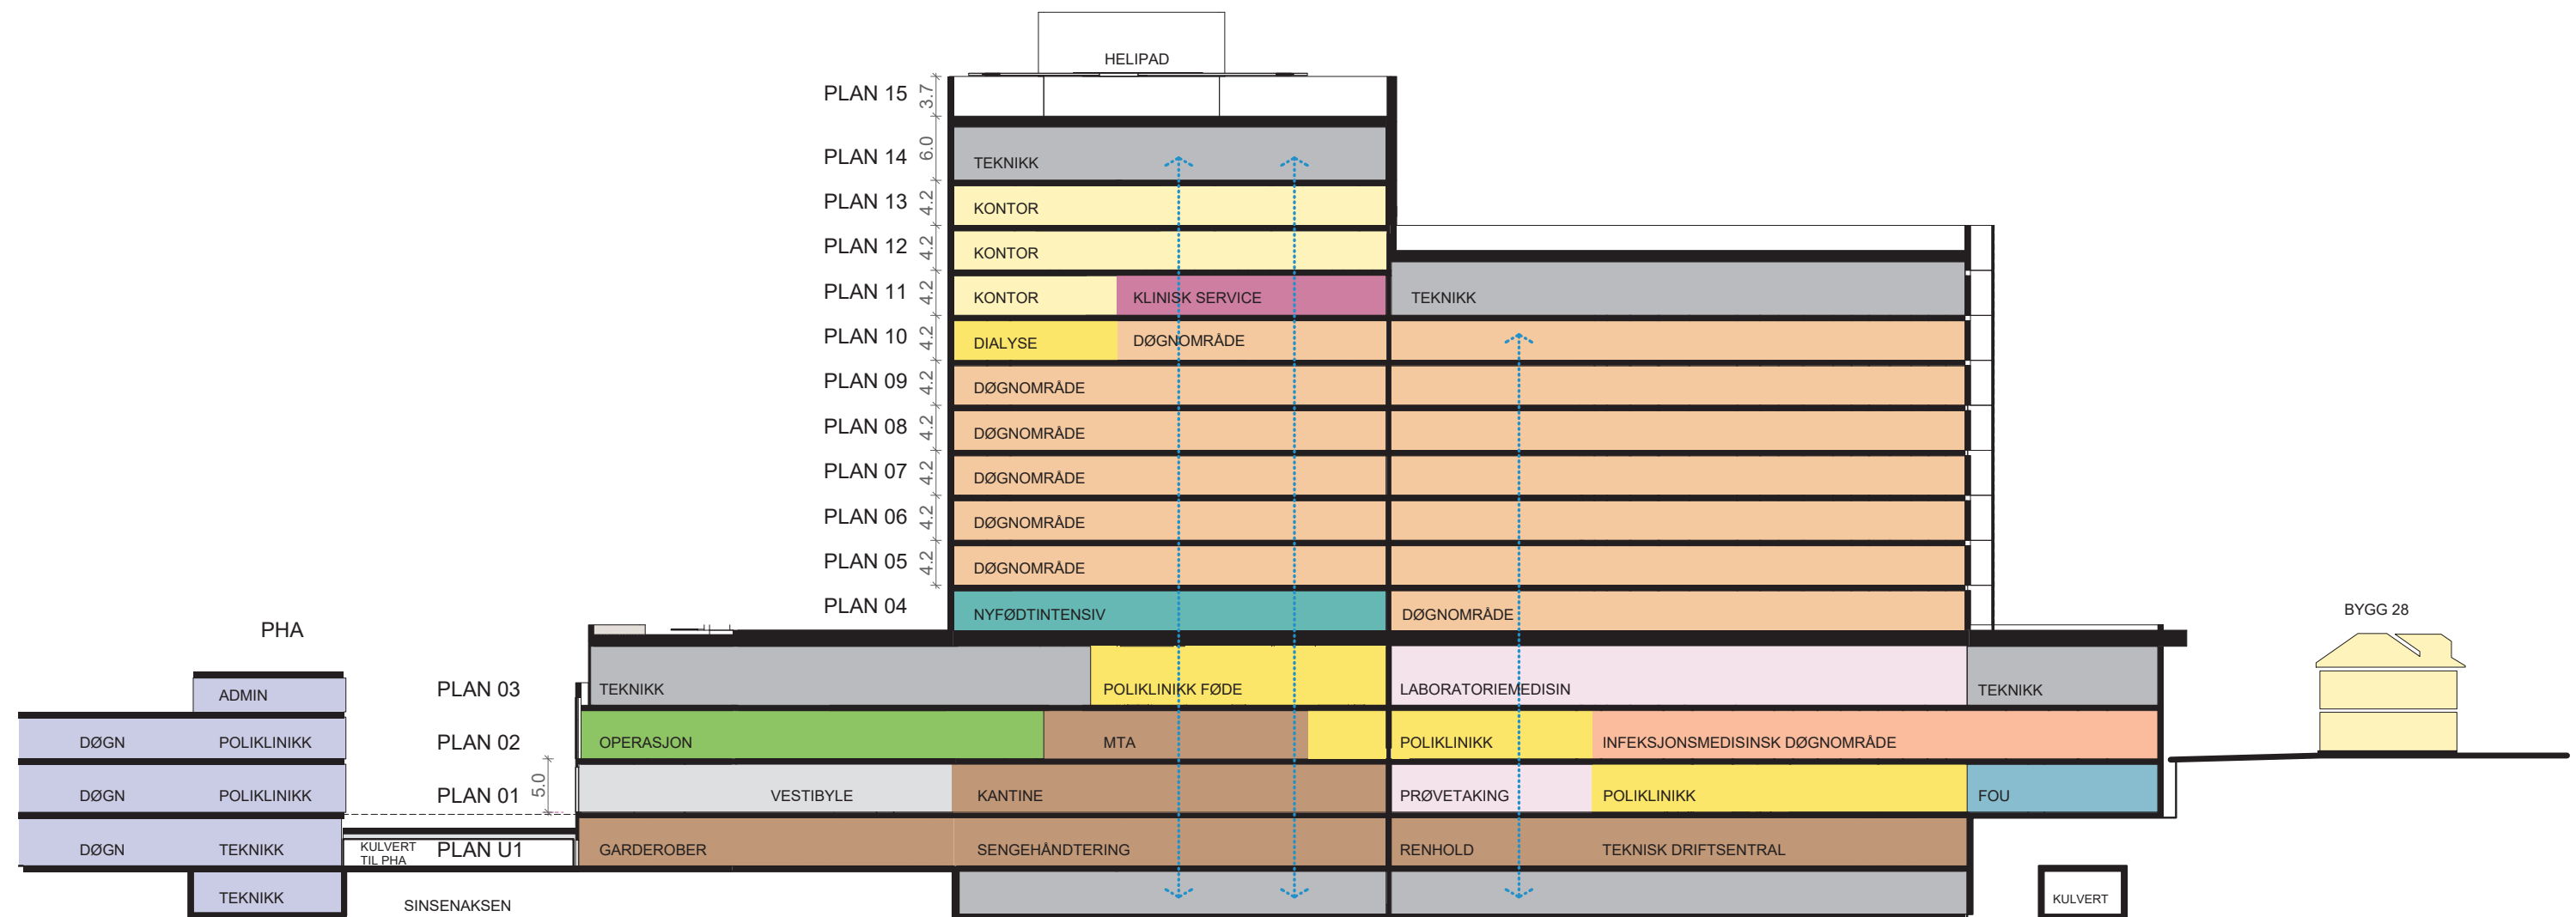 HELIPAD
PLAN 15 3.7
PLAN 14 6.0 TEKNIKK
PLAN 13 4.2 KONTOR
PLAN 12 4.2 KONTOR
PLAN 11 4.2 KONTOR KLINISK SERVICE TEKNIKK
PLAN 10 4.2 DIALYSE DØGNOMRÅDE
PLAN 09 4.2 DØGNOMRÅDE
PLAN 08 4.2 DØGNOMRÅDE
PLAN 07 4.2 DØGNOMRÅDE
PLAN 06 4.2 DØGNOMRÅDE
PLAN 05 4.2 DØGNOMRÅDE
PLAN 04 NYFØDTINTENSIV DØGNOMRÅDE
PHA BYGG 28
ADMIN PLAN 03 TEKNIKK POLIKLINIKK FØDE LABORATORIEMEDISIN TEKNIKK
DØGN POLIKLINIKK PLAN 02 OPERASJON MTA POLIKLINIKK INFEKSJONSMEDISINSK DØGNOMRÅDE
DØGN POLIKLINIKK PLAN 01 5.0 VESTIBYLE KANTINE PRØVETAKING POLIKLINIKK FOU
DØGN TEKNIKK KULVERT TIL PHA PLAN U1 GARDEROBER SENGEHÅNDTERING RENHOLD TEKNISK DRIFTSENTRAL
TEKNIKK SINSENAKSEN KULVERT